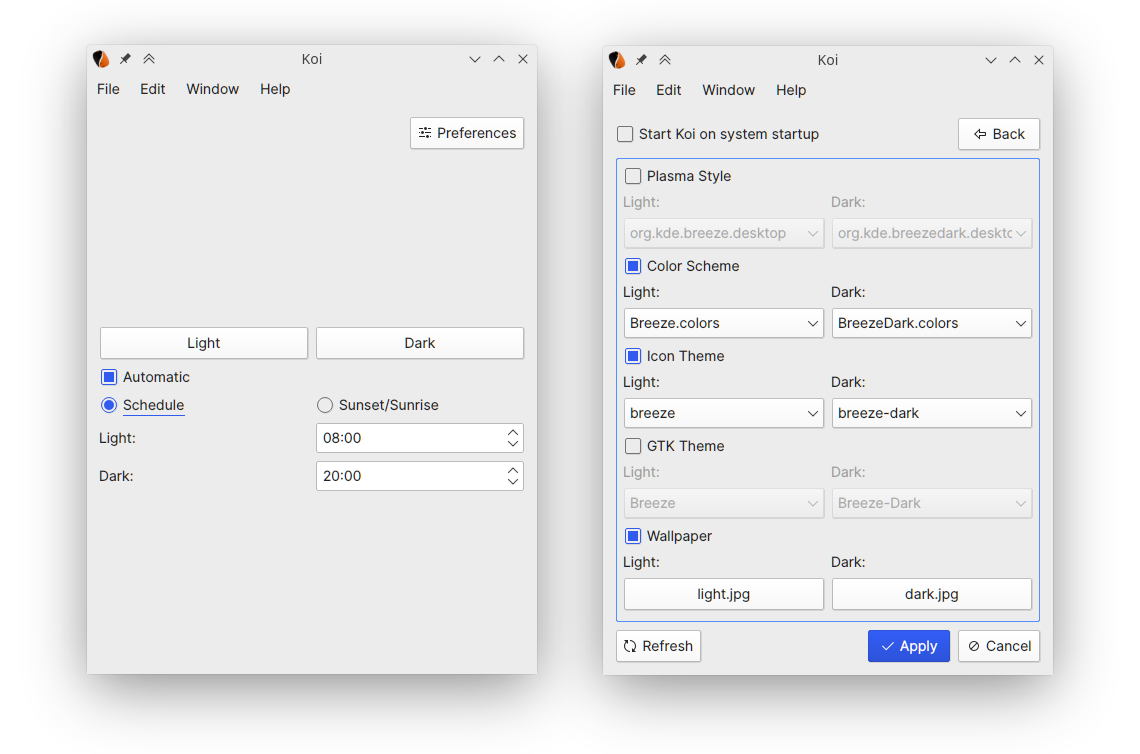 Koi
File Edit Window Help
Preferences
Light Dark
Automatic
Schedule Sunset/Sunrise
Light: 08:00
Dark: 20:00
Koi
File Edit Window Help
Start Koi on system startup Back
Plasma Style
Light: Dark:
org.kde.breeze.desktop org.kde.breezedark.deskto
Color Scheme
Light: Dark:
Breeze.colors BreezeDark.colors
Icon Theme
Light: Dark:
breeze breeze-dark
GTK Theme
Light: Dark:
Breeze Breeze-Dark
Wallpaper
Light: Dark:
light.jpg dark.jpg
Refresh Apply Cancel